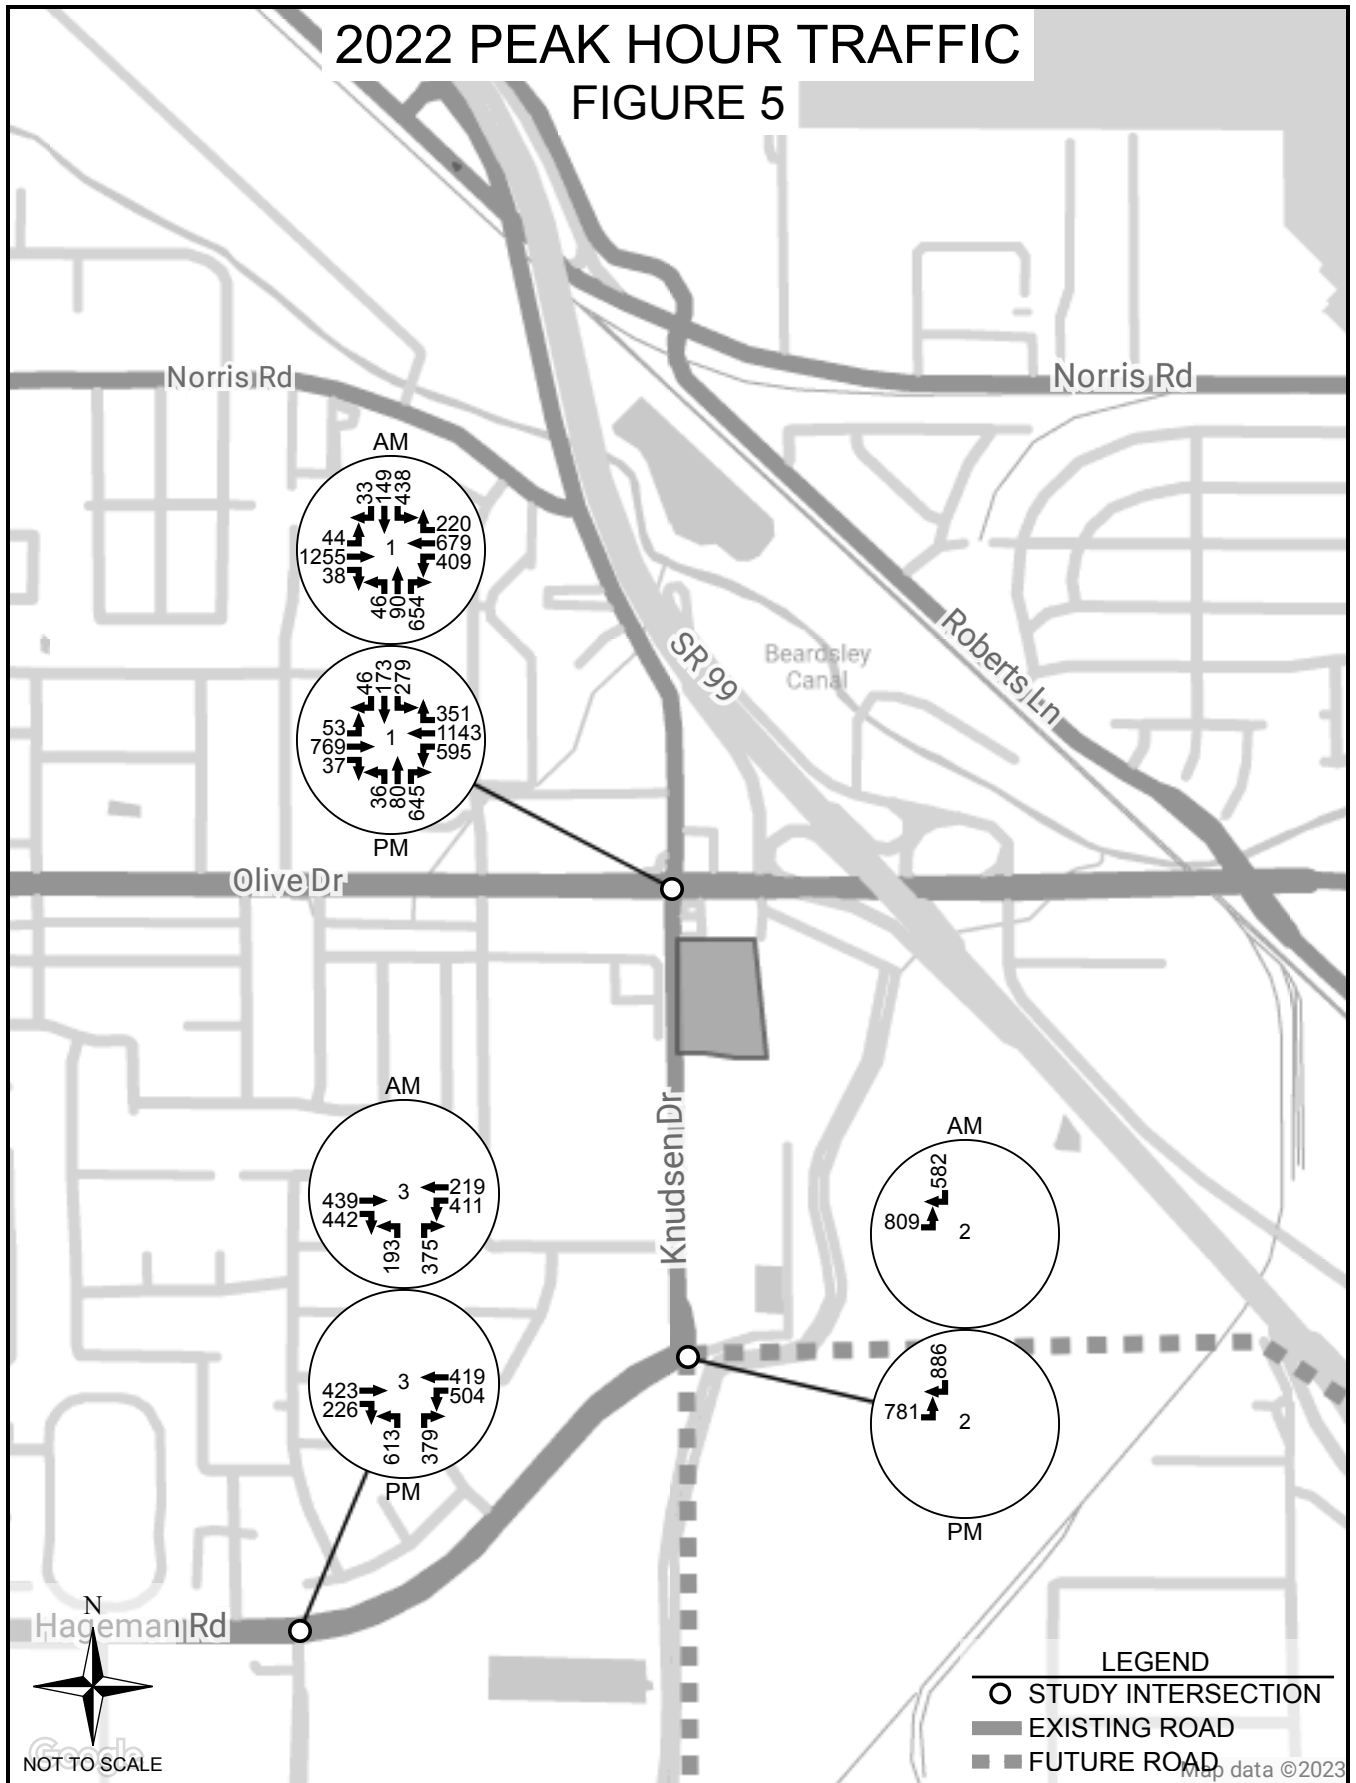 2022 PEAK HOUR TRAFFIC
FIGURE 5
Norris Rd
Norris Rd
AM
33
149
438
44
1255
38
1
220
679
409
46
90
654
46
173
279
53
769
37
1
351
1143
595
36
80
645
PM
SR 99
Beardsley
Canal
Roberts Ln
Olive Dr
Knudsen Dr
AM
439
442
3
219
411
193
375
423
226
3
419
504
613
379
PM
AM
582
809
2
886
781
2
PM
Hageman Rd
N
Google
NOT TO SCALE
LEGEND
STUDY INTERSECTION
EXISTING ROAD
FUTURE ROAD
Map data ©2023